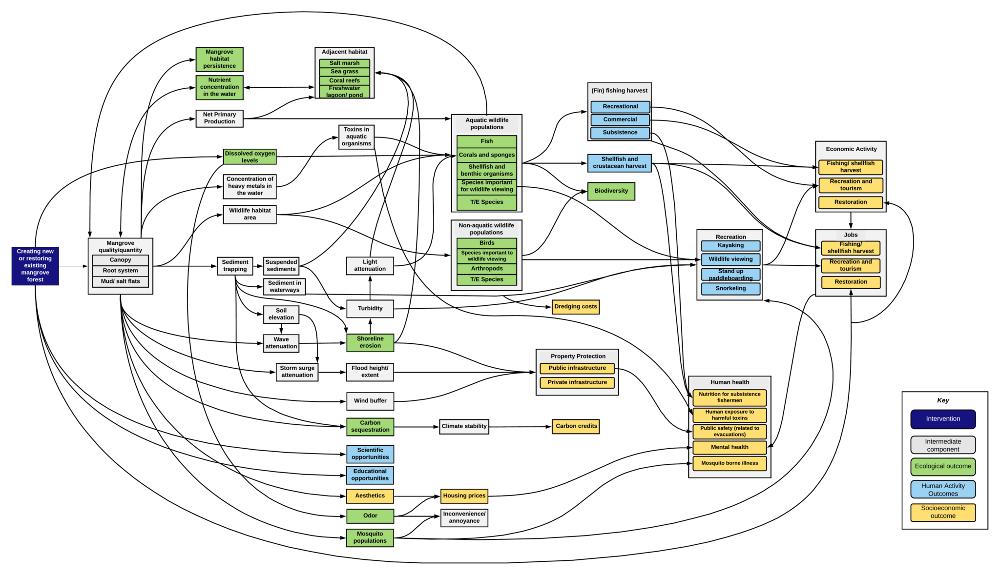 Creating new
or restoring
existing
mangrove
forest
Mangrove
quality/quantity
Canopy
Root system
Mud/ salt flats
Mangrove
habitat
persistence
Nutrient
concentration
in the water
Net Primary
Production
Dissolved oxygen
levels
Concentration of
heavy metals in
the water
Wildlife habitat
area
Sediment
trapping
Suspended
sediments
Sediment in
waterways
Soil
elevation
Wave
attenuation
Storm surge
attenuation
Adjacent habitat
Salt marsh
Sea grass
Coral reefs
Freshwater
lagoon/ pond
Toxins in
aquatic
organisms
Light
attenuation
Turbidity
Shoreline
erosion
Flood height/
extent
Wind buffer
Carbon
sequestration
Scientific
opportunities
Educational
opportunities
Aesthetics
Odor
Mosquito
populations
Climate stability
Housing prices
Inconvenience/
annoyance
Aquatic wildlife
populations
Fish
Corals and sponges
Shellfish and
benthic organisms
Species important
for wildlife viewing
T/E Species
Non-aquatic wildlife
populations
Birds
Species important to
wildlife viewing
Arthropods
T/E Species
Dredging costs
Property Protection
Public infrastructure
Private infrastructure
Carbon credits
(Fin) fishing harvest
Recreational
Commercial
Subsistence
Shellfish and
crustacean harvest
Biodiversity
Recreation
Kayaking
Wildlife viewing
Stand up
paddleboarding
Snorkeling
Human health
Nutrition for subsistence
fishermen
Human exposure to
harmful toxins
Public safety (related to
evacuations)
Mental health
Mosquito borne illness
Economic Activity
Fishing/ shellfish
harvest
Recreation and
tourism
Restoration
Jobs
Fishing/
shellfish harvest
Recreation and
tourism
Restoration
Key
Intervention
Intermediate
component
Ecological outcome
Human Activity
Outcomes
Socioeconomic
outcome